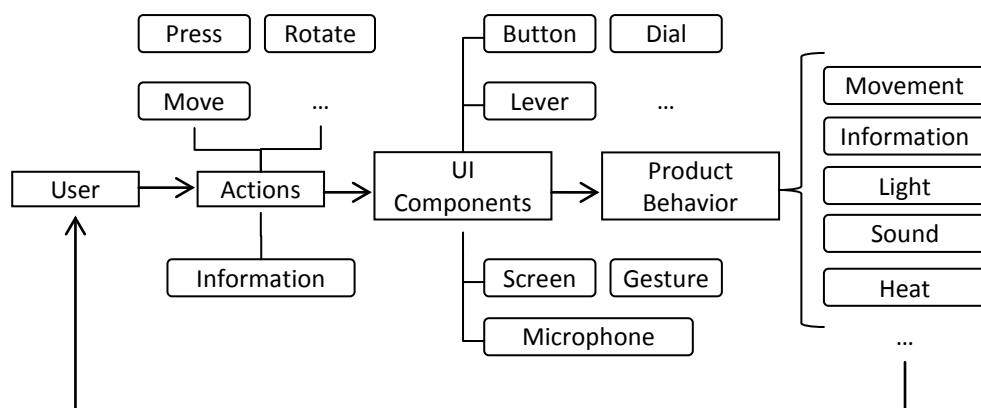 Press
Rotate
Button
Dial
Move
...
Lever
...
Movement
Information
User
Actions
UI
Components
Product
Behavior
Light
Sound
Information
Screen
Gesture
Heat
Microphone
...